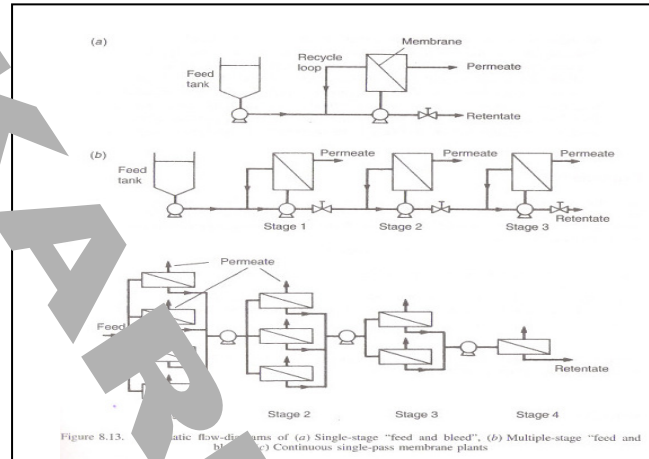 (a)
Membrane
Recycle loop
Feed tank
Permeate
Retentate
(b)
Feed tank
Permeate
Permeate
Permeate
Stage 1
Stage 2
Stage 3
Retentate
Permeate
Feed
Retentate
Stage 2
Stage 3
Stage 4
Figure 8.13. flow-diagrams of (a) Single-stage "feed and bleed", (b) Multiple-stage "feed and
Continuous single-pass membrane plants